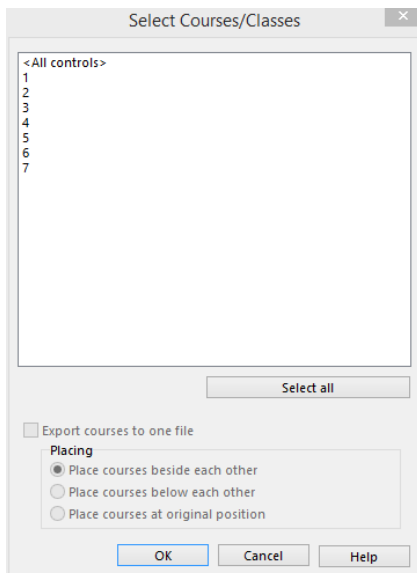 Select Courses/Classes
<All controls>
1
2
3
4
5
6
7
Select all
Export courses to one file
Placing
Place courses beside each other
Place courses below each other
Place courses at original position
OK Cancel Help